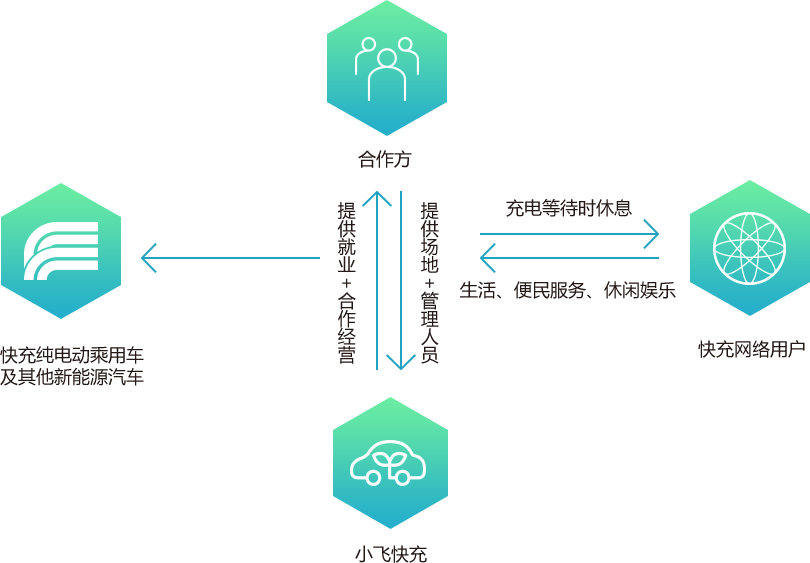 合作方
提供就业+合作经营
提供场地+管理人员
充电等待时休息
生活、便民服务、休闲娱乐
快充纯电动乘用车
及其他新能源汽车
快充网络用户
小飞快充